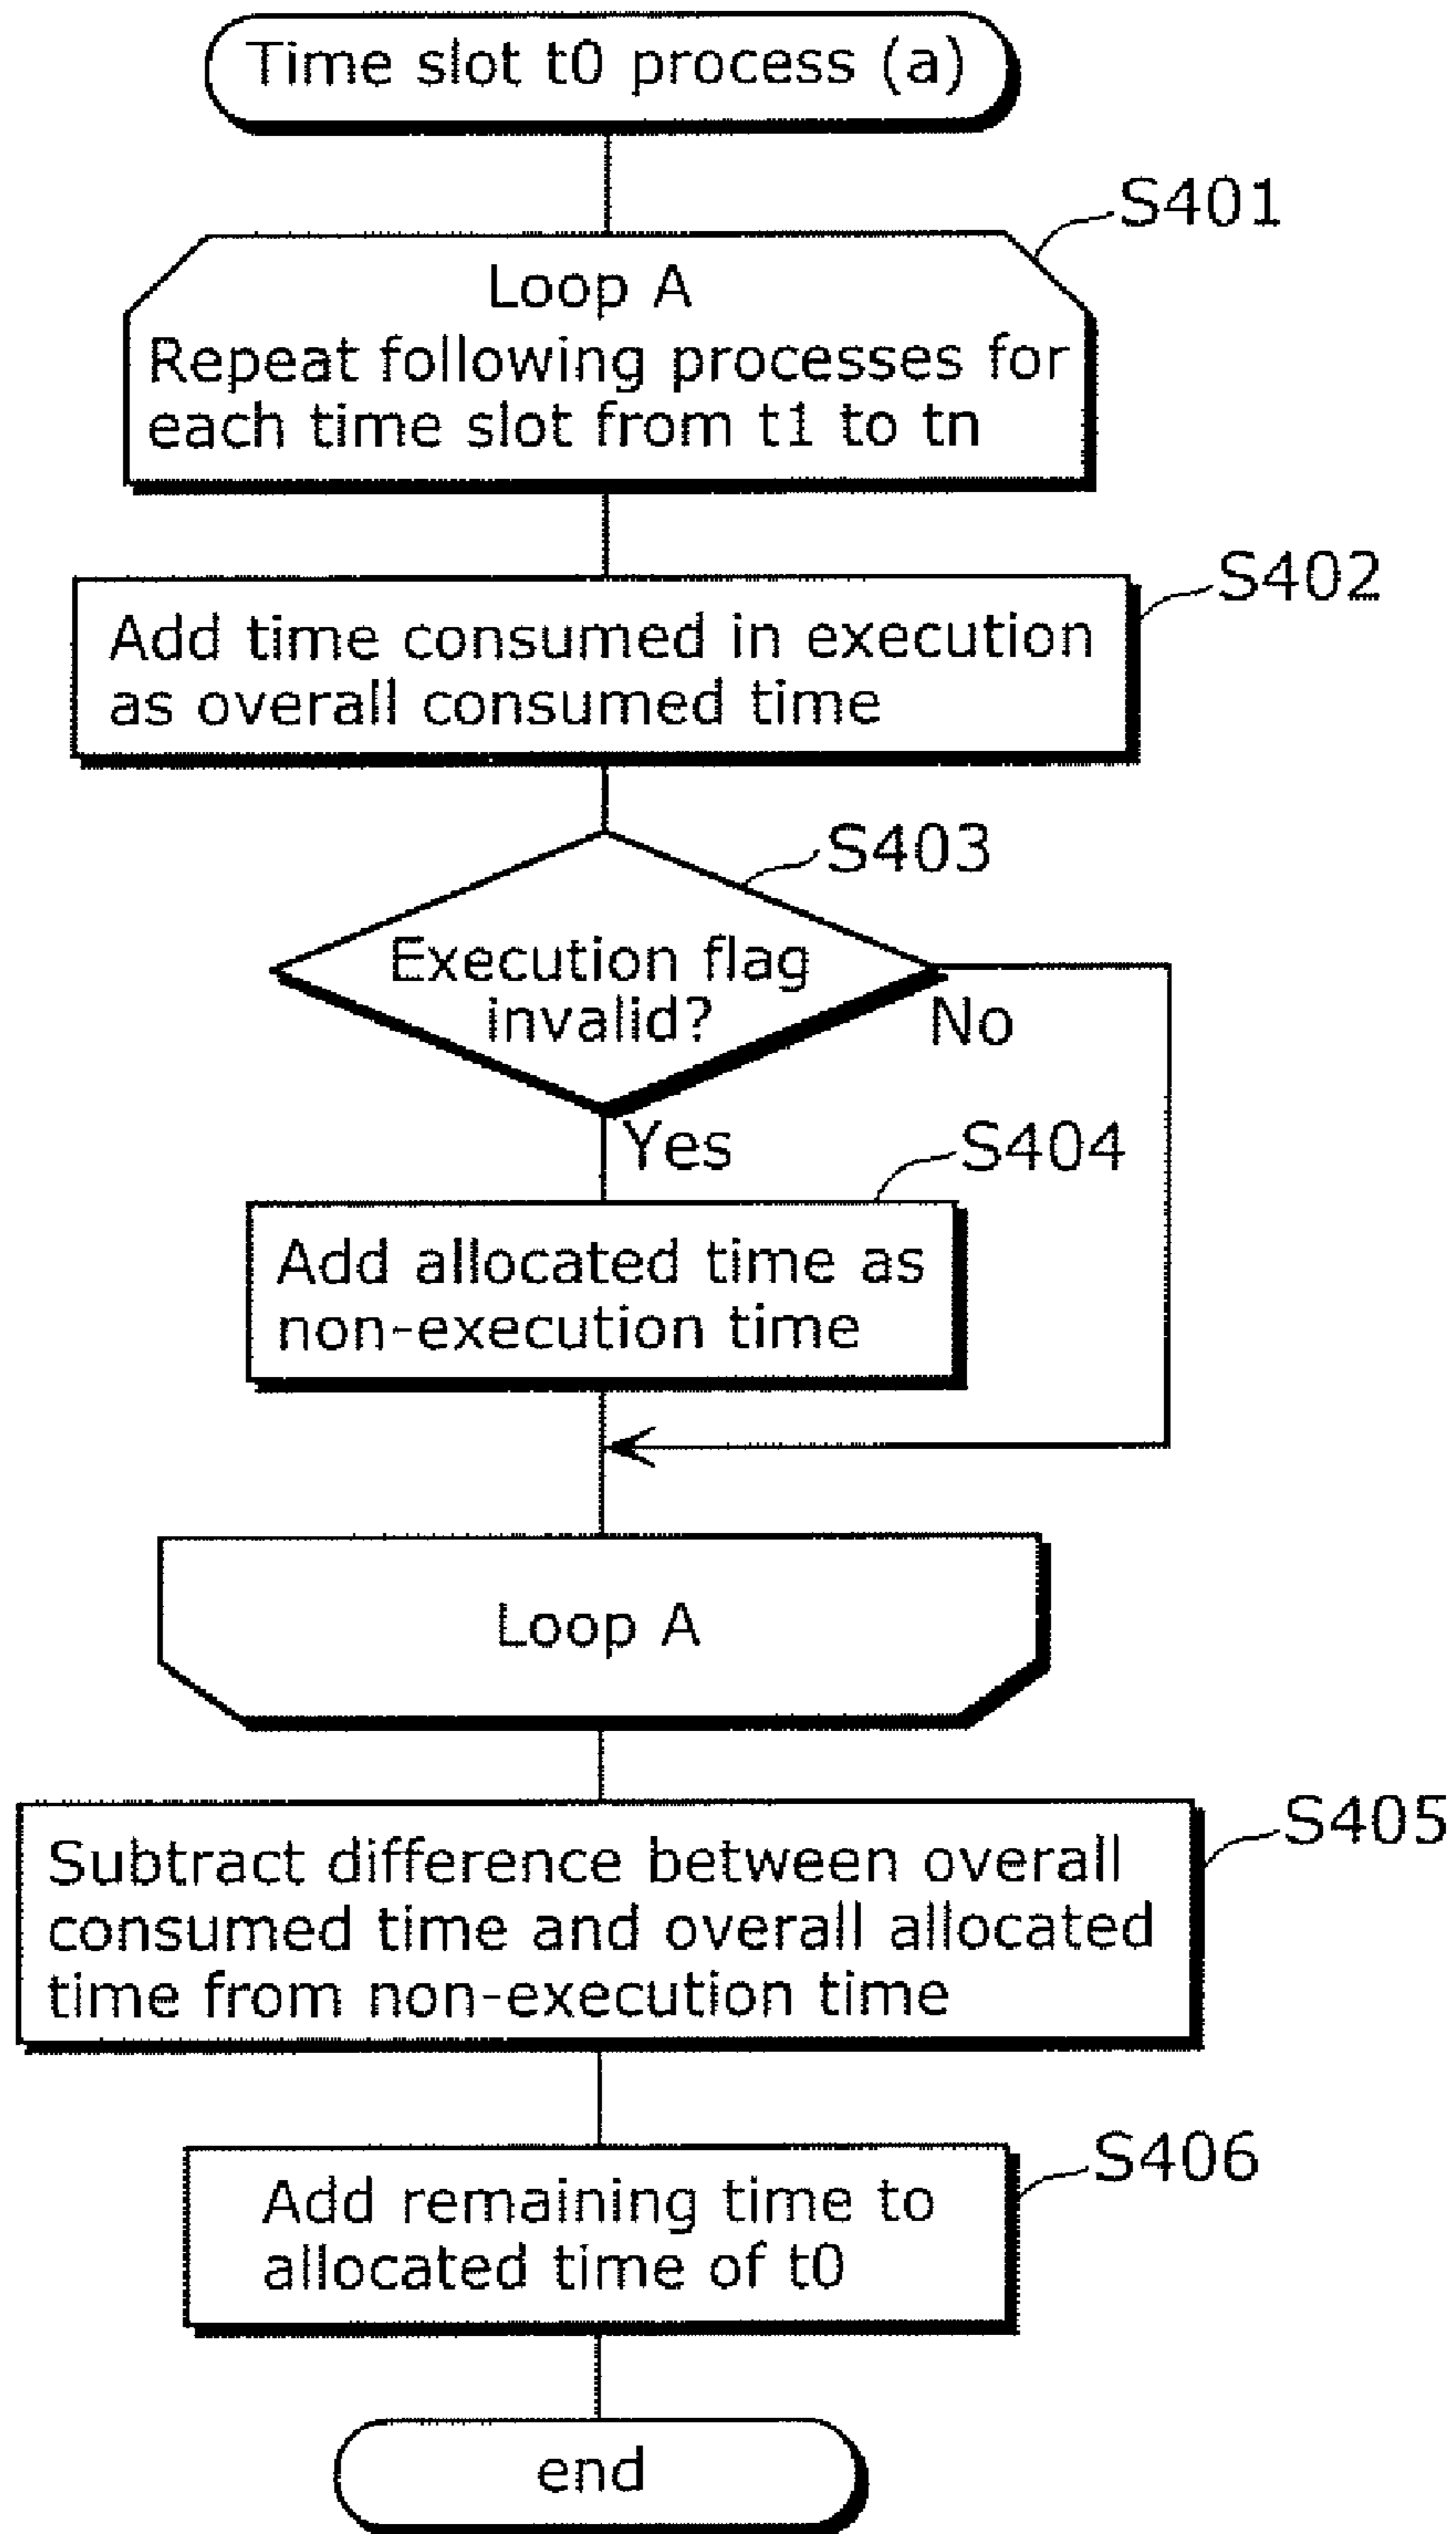 Time slot t0 process (a)
S401
Loop A
Repeat following processes for
each time slot from t1 to tn
S402
Add time consumed in execution
as overall consumed time
S403
Execution flag
invalid?
No
Yes
S404
Add allocated time as
non-execution time
Loop A
S405
Subtract difference between overall
consumed time and overall allocated
time from non-execution time
S406
Add remaining time to
allocated time of t0
end